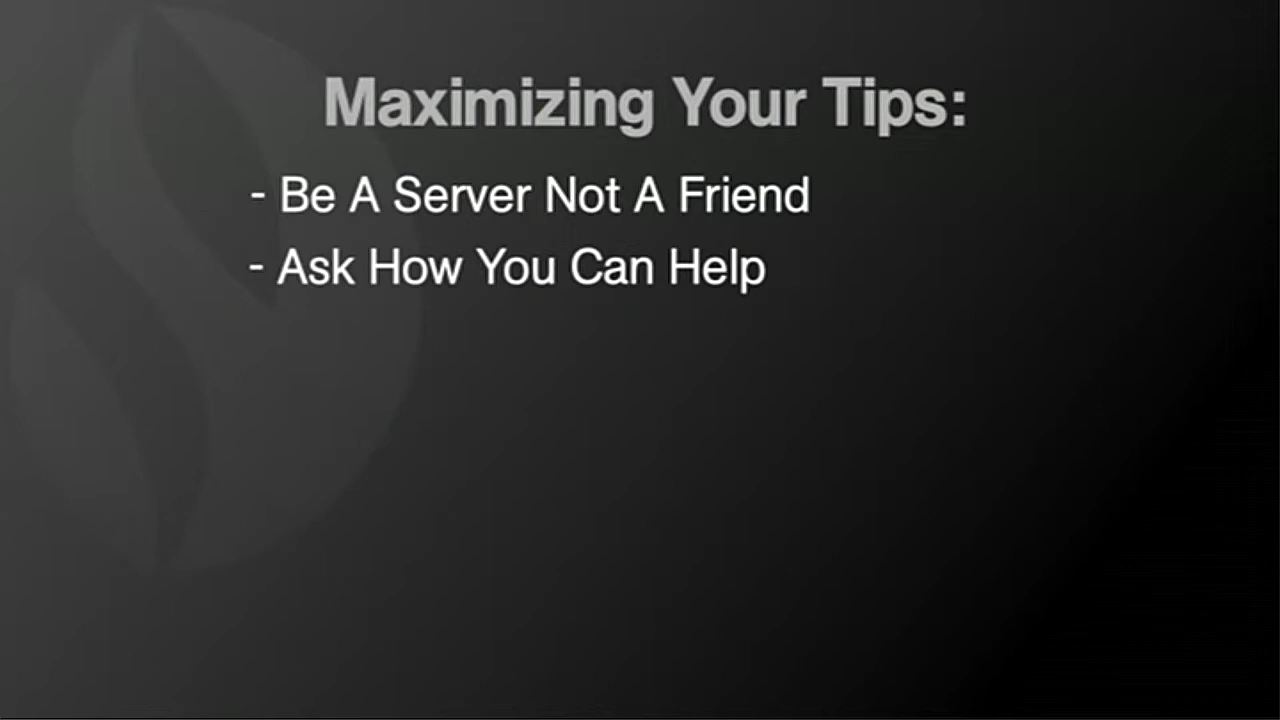 Maximizing Your Tips:
- Be A Server Not A Friend
- Ask How You Can Help